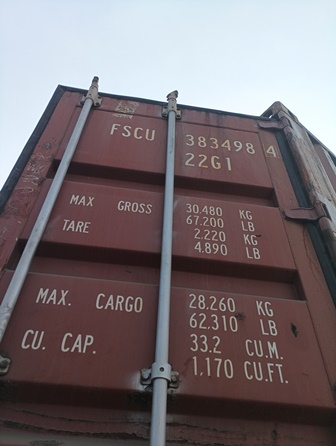 FSCU 383498 4
22G1
MAX GROSS 30.480 KG
67.200 LB
TARE 2.220 KG
4.890 LB
MAX. CARGO 28.260 KG
62.310 LB
CU. CAP. 33.2 CU.M.
1.170 CU.FT.